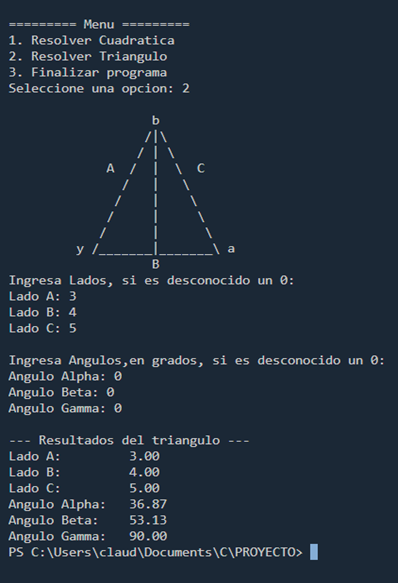 ========= Menu =========
1. Resolver Cuadratica
2. Resolver Triangulo
3. Finalizar programa
Seleccione una opcion: 2
b
/|\
/ | \
A / | \ C
/ | \
/ | \
/ | \
/ | \
y /_______|_______\ a
B
Ingresa Lados, si es desconocido un 0:
Lado A: 3
Lado B: 4
Lado C: 5
Ingresa Angulos,en grados, si es desconocido un 0:
Angulo Alpha: 0
Angulo Beta: 0
Angulo Gamma: 0
--- Resultados del triangulo ---
Lado A: 3.00
Lado B: 4.00
Lado C: 5.00
Angulo Alpha: 36.87
Angulo Beta: 53.13
Angulo Gamma: 90.00
PS C:\Users\claud\Documents\C\PROYECTO>